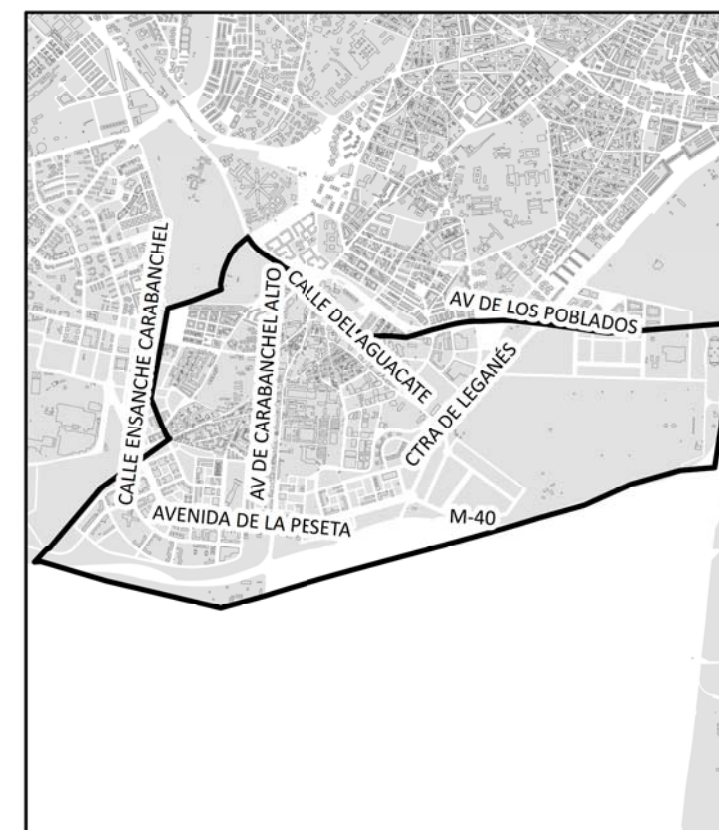 CALLE ENSANCHE CARABANCHEL
AV DE CARABANCHEL ALTO
CALLE DEL AGUACATE
AV DE LOS POBLADOS
CTRA DE LEGANÉS
AVENIDA DE LA PESETA
M-40